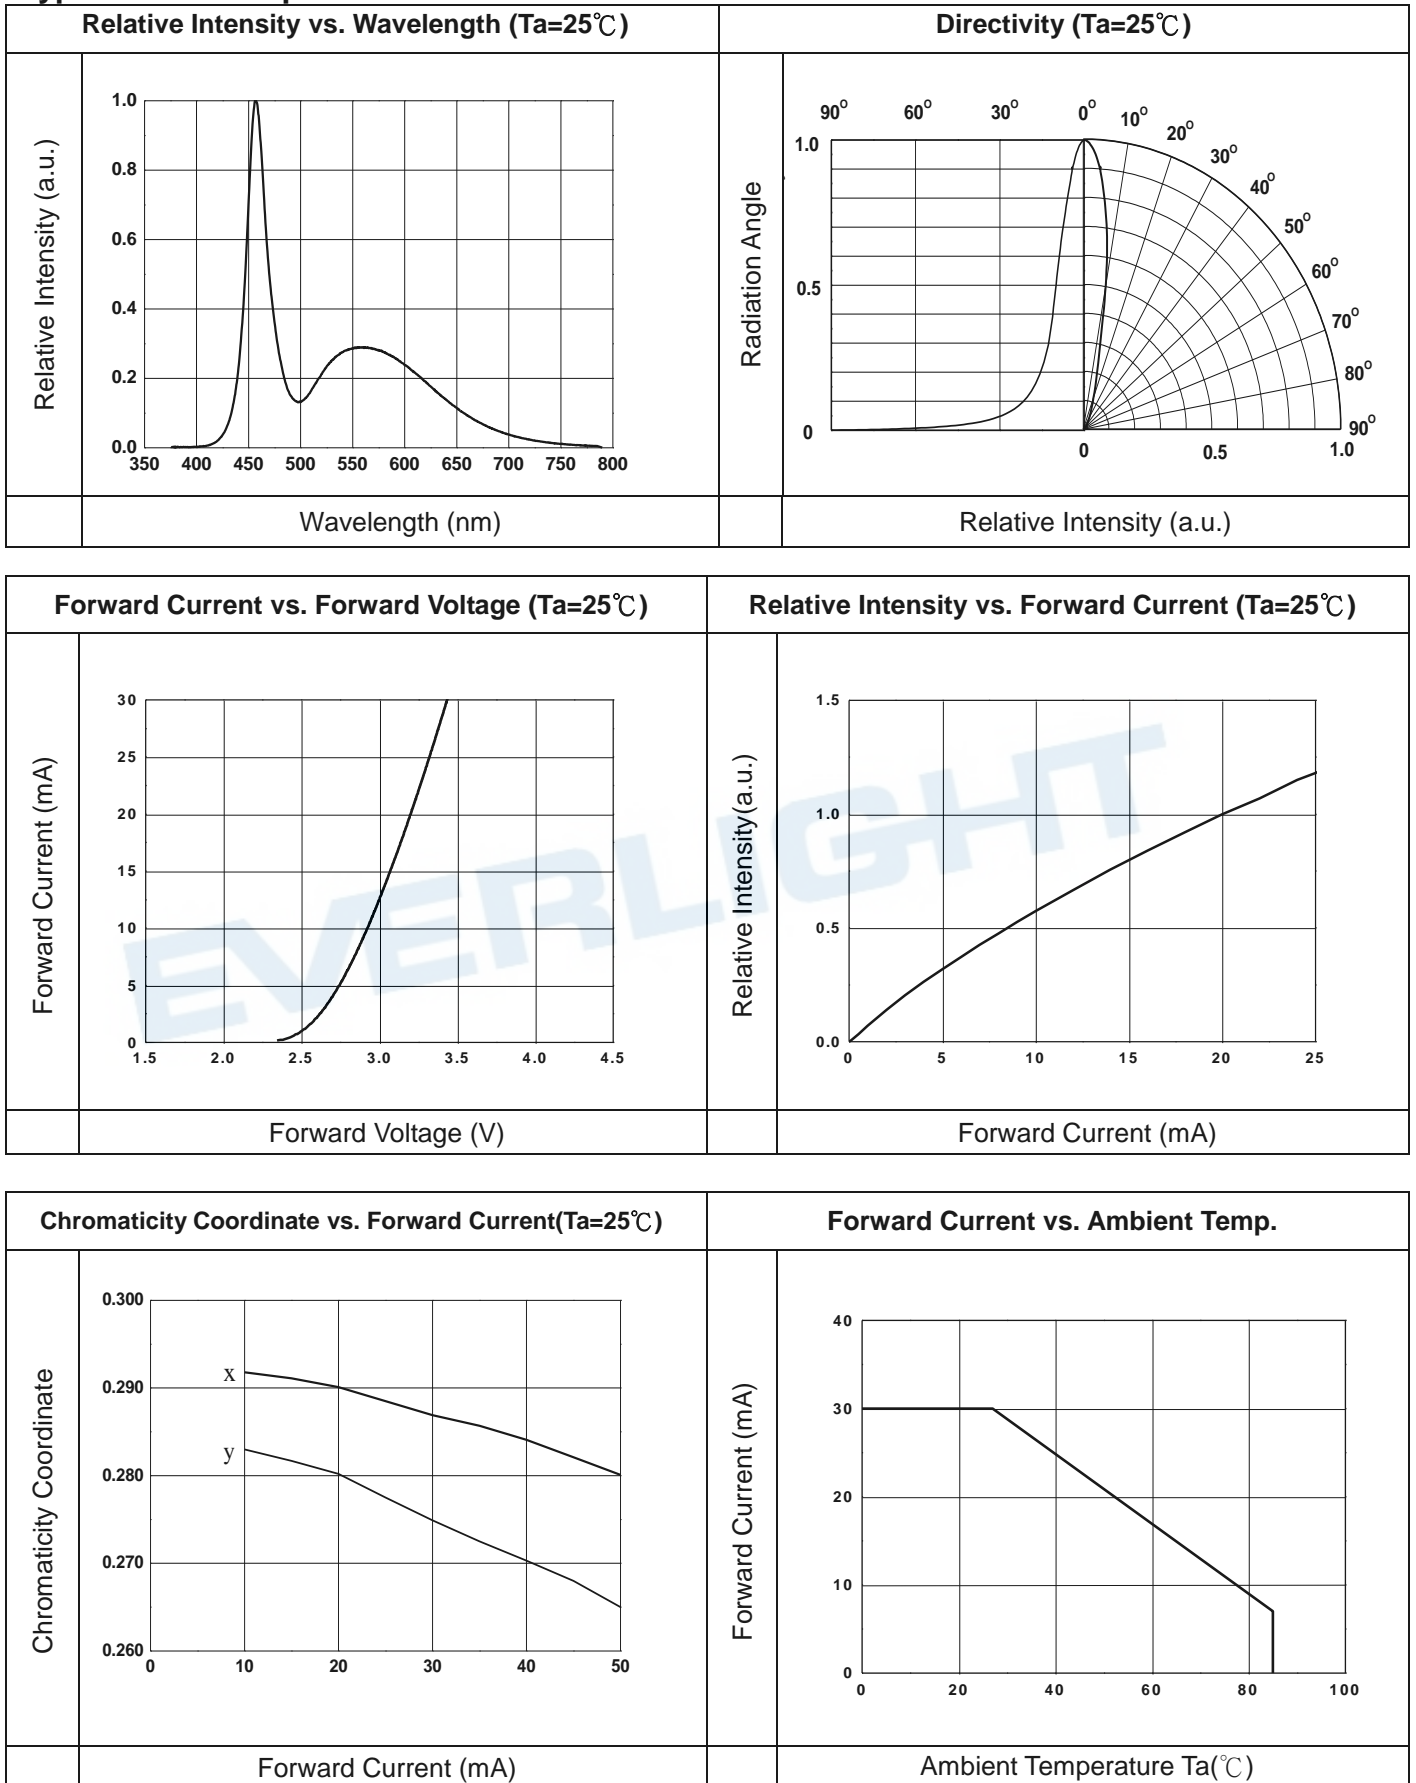 Relative Intensity vs. Wavelength (Ta=25℃)
Directivity (Ta=25℃)
Relative Intensity (a.u.)
1.0
0.8
0.6
0.4
0.2
0.0
350 400 450 500 550 600 650 700 750 800
Wavelength (nm)
Radiation Angle
90° 60° 30° 0° 10° 20° 30° 40° 50° 60° 70° 80° 90°
1.0
0.5
0
0 0.5 1.0
Relative Intensity (a.u.)
Forward Current vs. Forward Voltage (Ta=25℃)
Relative Intensity vs. Forward Current (Ta=25℃)
Forward Current (mA)
30
25
20
15
10
5
0
1.5 2.0 2.5 3.0 3.5 4.0 4.5
Forward Voltage (V)
Relative Intensity(a.u.)
1.5
1.0
0.5
0.0
0 5 10 15 20 25
Forward Current (mA)
EVERLIGHT
Chromaticity Coordinate vs. Forward Current(Ta=25℃)
Forward Current vs. Ambient Temp.
Chromaticity Coordinate
0.300
0.290
0.280
0.270
0.260
x
y
0 10 20 30 40 50
Forward Current (mA)
Forward Current (mA)
40
30
20
10
0
0 20 40 60 80 100
Ambient Temperature Ta(℃)